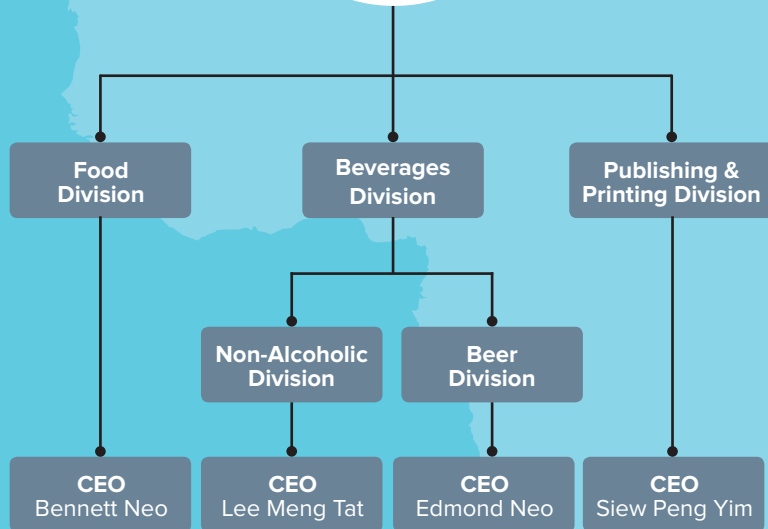 Food
Division
Beverages
Division
Publishing &
Printing Division
Non-Alcoholic
Division
Beer
Division
CEO
Bennett Neo
CEO
Lee Meng Tat
CEO
Edmond Neo
CEO
Siew Peng Yim